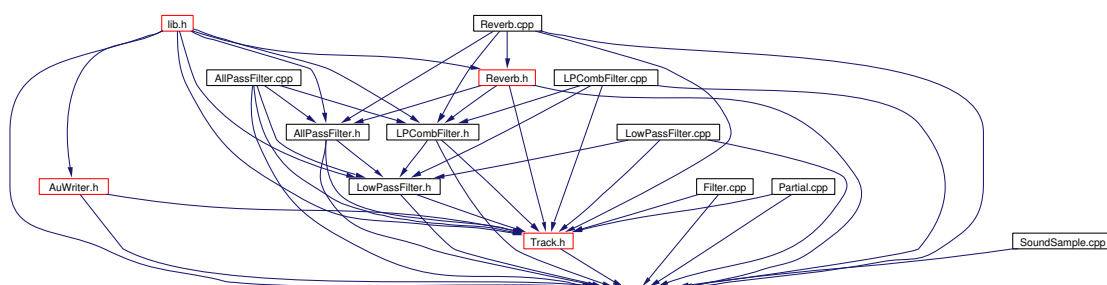 lib.h
Reverb.cpp
AllPassFilter.cpp
Reverb.h
LPCombFilter.cpp
AllPassFilter.h
LPCombFilter.h
LowPassFilter.cpp
AuWriter.h
LowPassFilter.h
Filter.cpp
Partial.cpp
Track.h
SoundSample.cpp